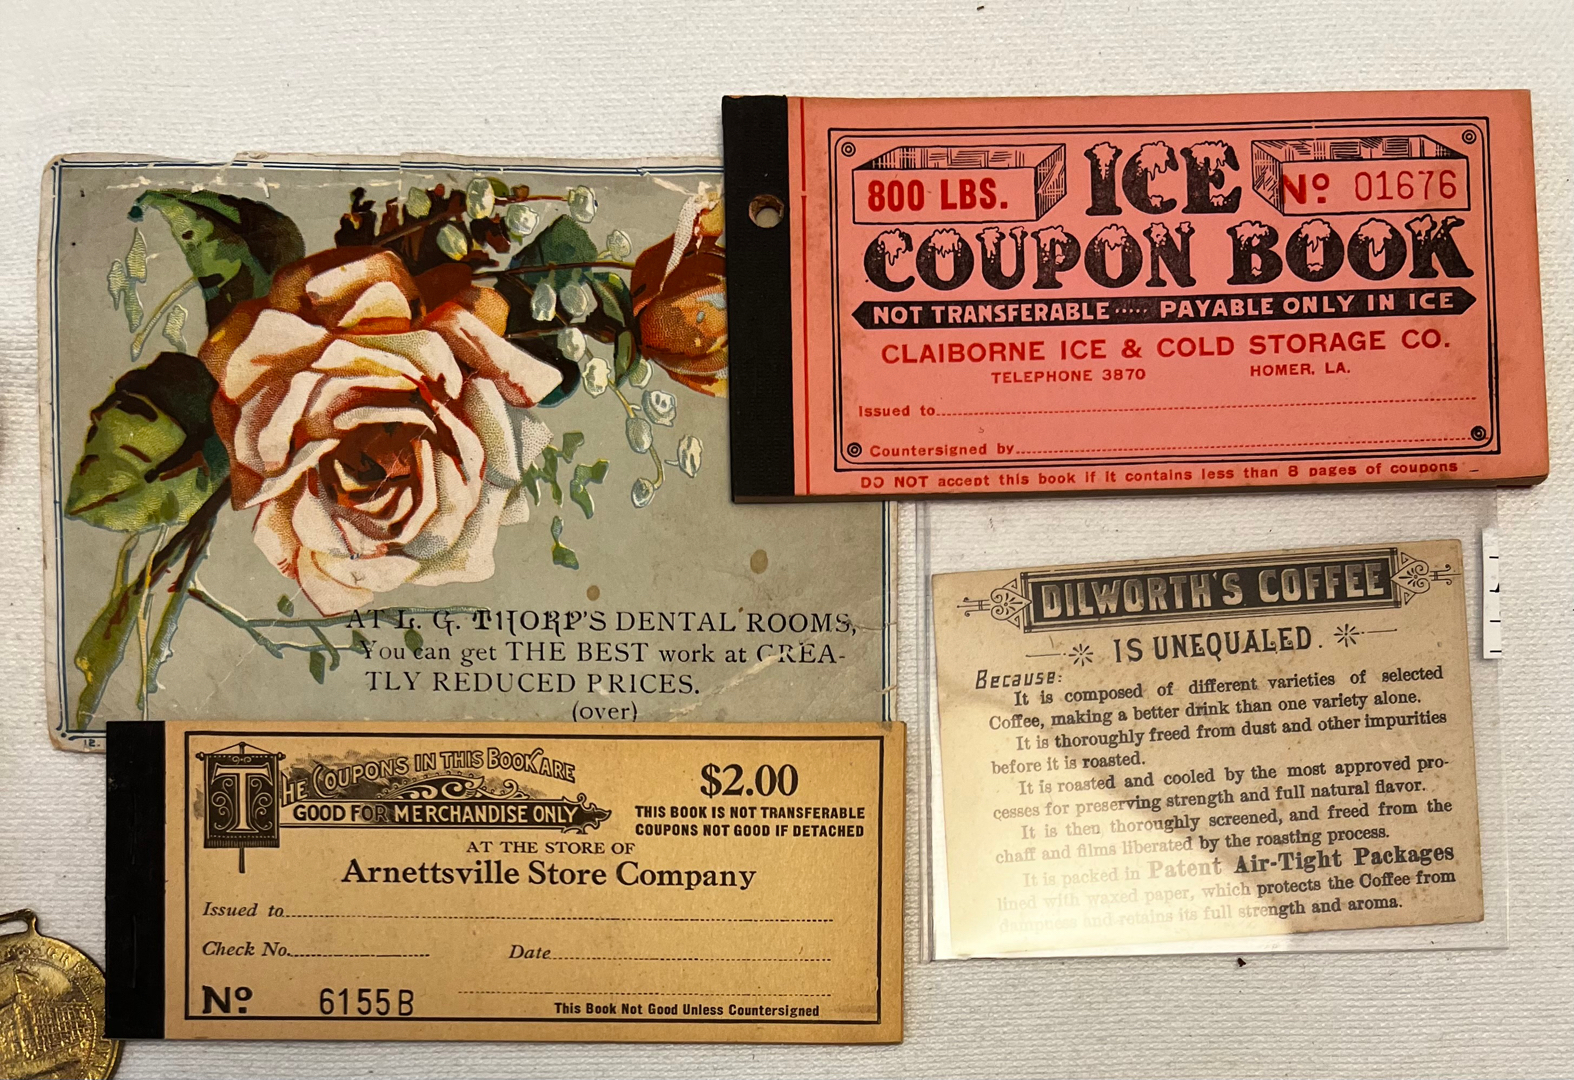 AT L. G. THORP'S DENTAL ROOMS,
You can get THE BEST work at CREA-
TLY REDUCED PRICES.
(over)
12.
800 LBS.
ICE
Nº 01676
COUPON BOOK
NOT TRANSFERABLE ····· PAYABLE ONLY IN ICE
CLAIBORNE ICE & COLD STORAGE CO.
TELEPHONE 3870 HOMER, LA.
Issued to
Countersigned by
DO NOT accept this book if it contains less than 8 pages of coupons
THE COUPONS IN THIS BOOK ARE
GOOD FOR MERCHANDISE ONLY
$2.00
THIS BOOK IS NOT TRANSFERABLE
COUPONS NOT GOOD IF DETACHED
AT THE STORE OF
Arnettsville Store Company
Issued to
Check No. Date
Nº 6155B
This Book Not Good Unless Countersigned
DILWORTH'S COFFEE
IS UNEQUALED.
Because:
It is composed of different varieties of selected
Coffee, making a better drink than one variety alone.
It is thoroughly freed from dust and other impurities
before it is roasted.
It is roasted and cooled by the most approved pro-
cesses for preserving strength and full natural flavor.
It is then thoroughly screened, and freed from the
chaff and films liberated by the roasting process.
It is packed in Patent Air-Tight Packages
lined with waxed paper, which protects the Coffee from
dampness and retains its full strength and aroma.